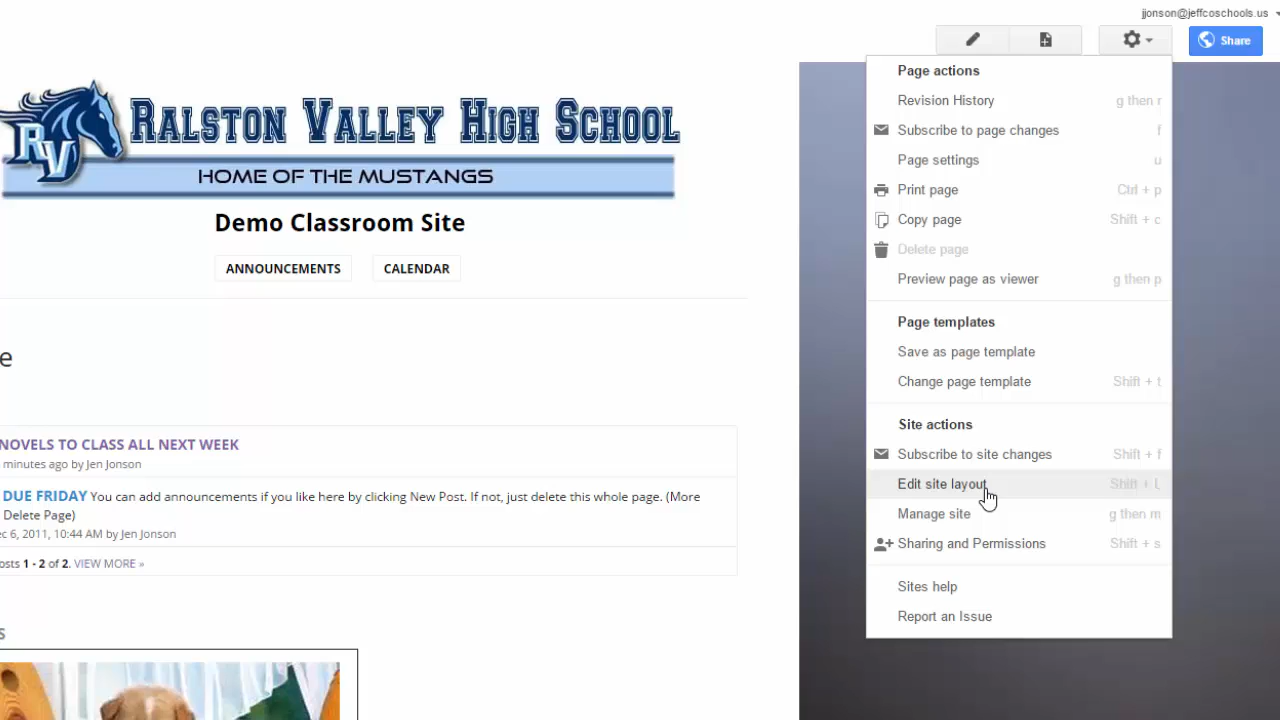 jjonson@jeffcoschools.us
Share
RV
RALSTON VALLEY HIGH SCHOOL
HOME OF THE MUSTANGS
Demo Classroom Site
ANNOUNCEMENTS CALENDAR
NOVELS TO CLASS ALL NEXT WEEK
minutes ago by Jen Jonson
DUE FRIDAY You can add announcements if you like here by clicking New Post. If not, just delete this whole page. (More
Delete Page)
6, 2011, 10:44 AM by Jen Jonson
1 - 2 of 2. VIEW MORE »
Page actions
Revision History g then r
Subscribe to page changes f
Page settings u
Print page Ctrl + p
Copy page Shift + c
Delete page
Preview page as viewer g then p
Page templates
Save as page template
Change page template Shift + t
Site actions
Subscribe to site changes Shift + f
Edit site layout Shift + L
Manage site g then m
Sharing and Permissions Shift + s
Sites help
Report an Issue